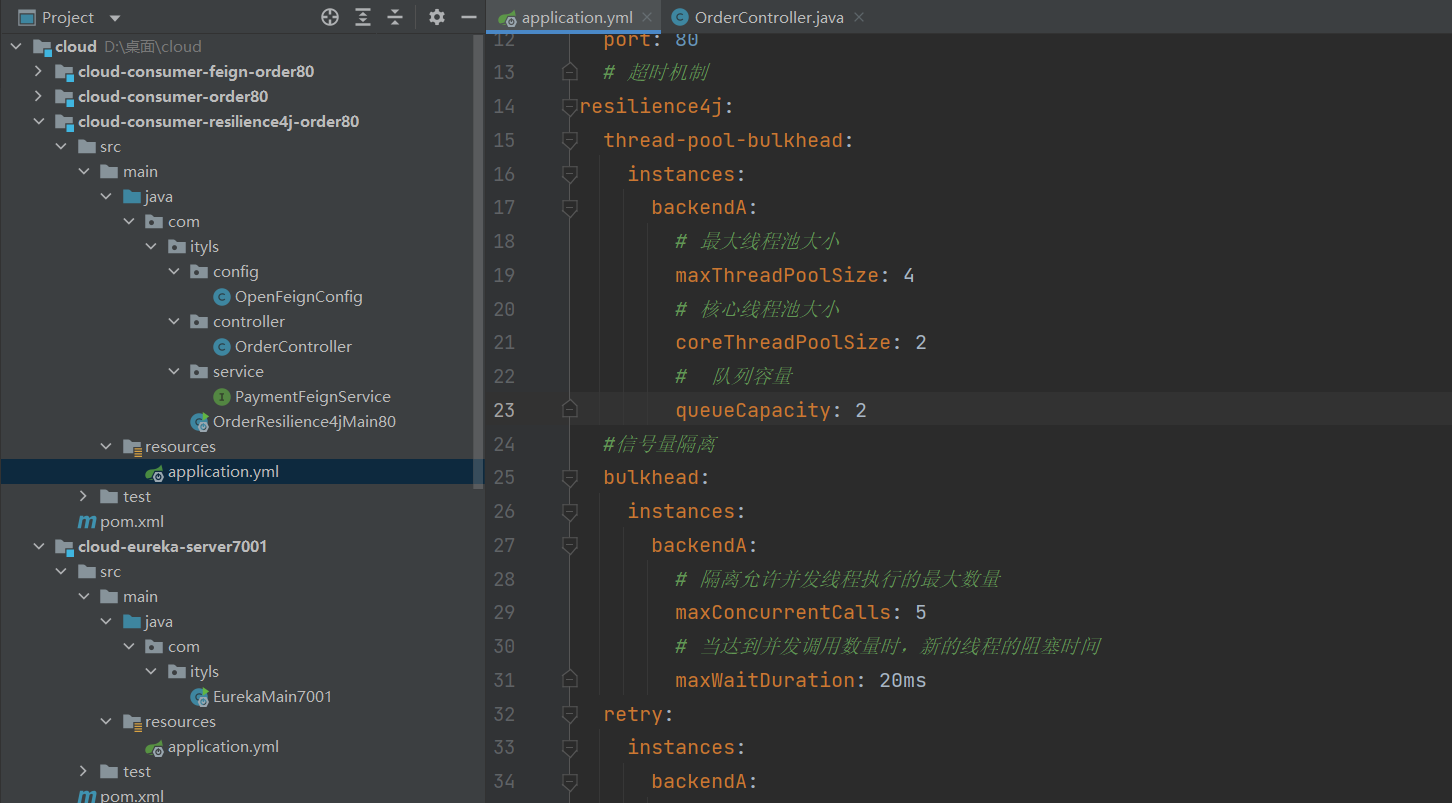 Project
cloud D:\桌面\cloud
cloud-consumer-feign-order80
cloud-consumer-order80
cloud-consumer-resilience4j-order80
src
main
java
com
ityls
config
OpenFeignConfig
controller
OrderController
service
PaymentFeignService
OrderResilience4jMain80
resources
application.yml
test
pom.xml
cloud-eureka-server7001
src
main
java
com
ityls
EurekaMain7001
resources
application.yml
test
pom.xml
application.yml
OrderController.java
12 port: 80
13 # 超时机制
14 resilience4j:
15 thread-pool-bulkhead:
16 instances:
17 backendA:
18 # 最大线程池大小
19 maxThreadPoolSize: 4
20 # 核心线程池大小
21 coreThreadPoolSize: 2
22 # 队列容量
23 queueCapacity: 2
24 #信号量隔离
25 bulkhead:
26 instances:
27 backendA:
28 # 隔离允许并发线程执行的最大数量
29 maxConcurrentCalls: 5
30 # 当达到并发调用数量时，新的线程的阻塞时间
31 maxWaitDuration: 20ms
32 retry:
33 instances:
34 backendA: